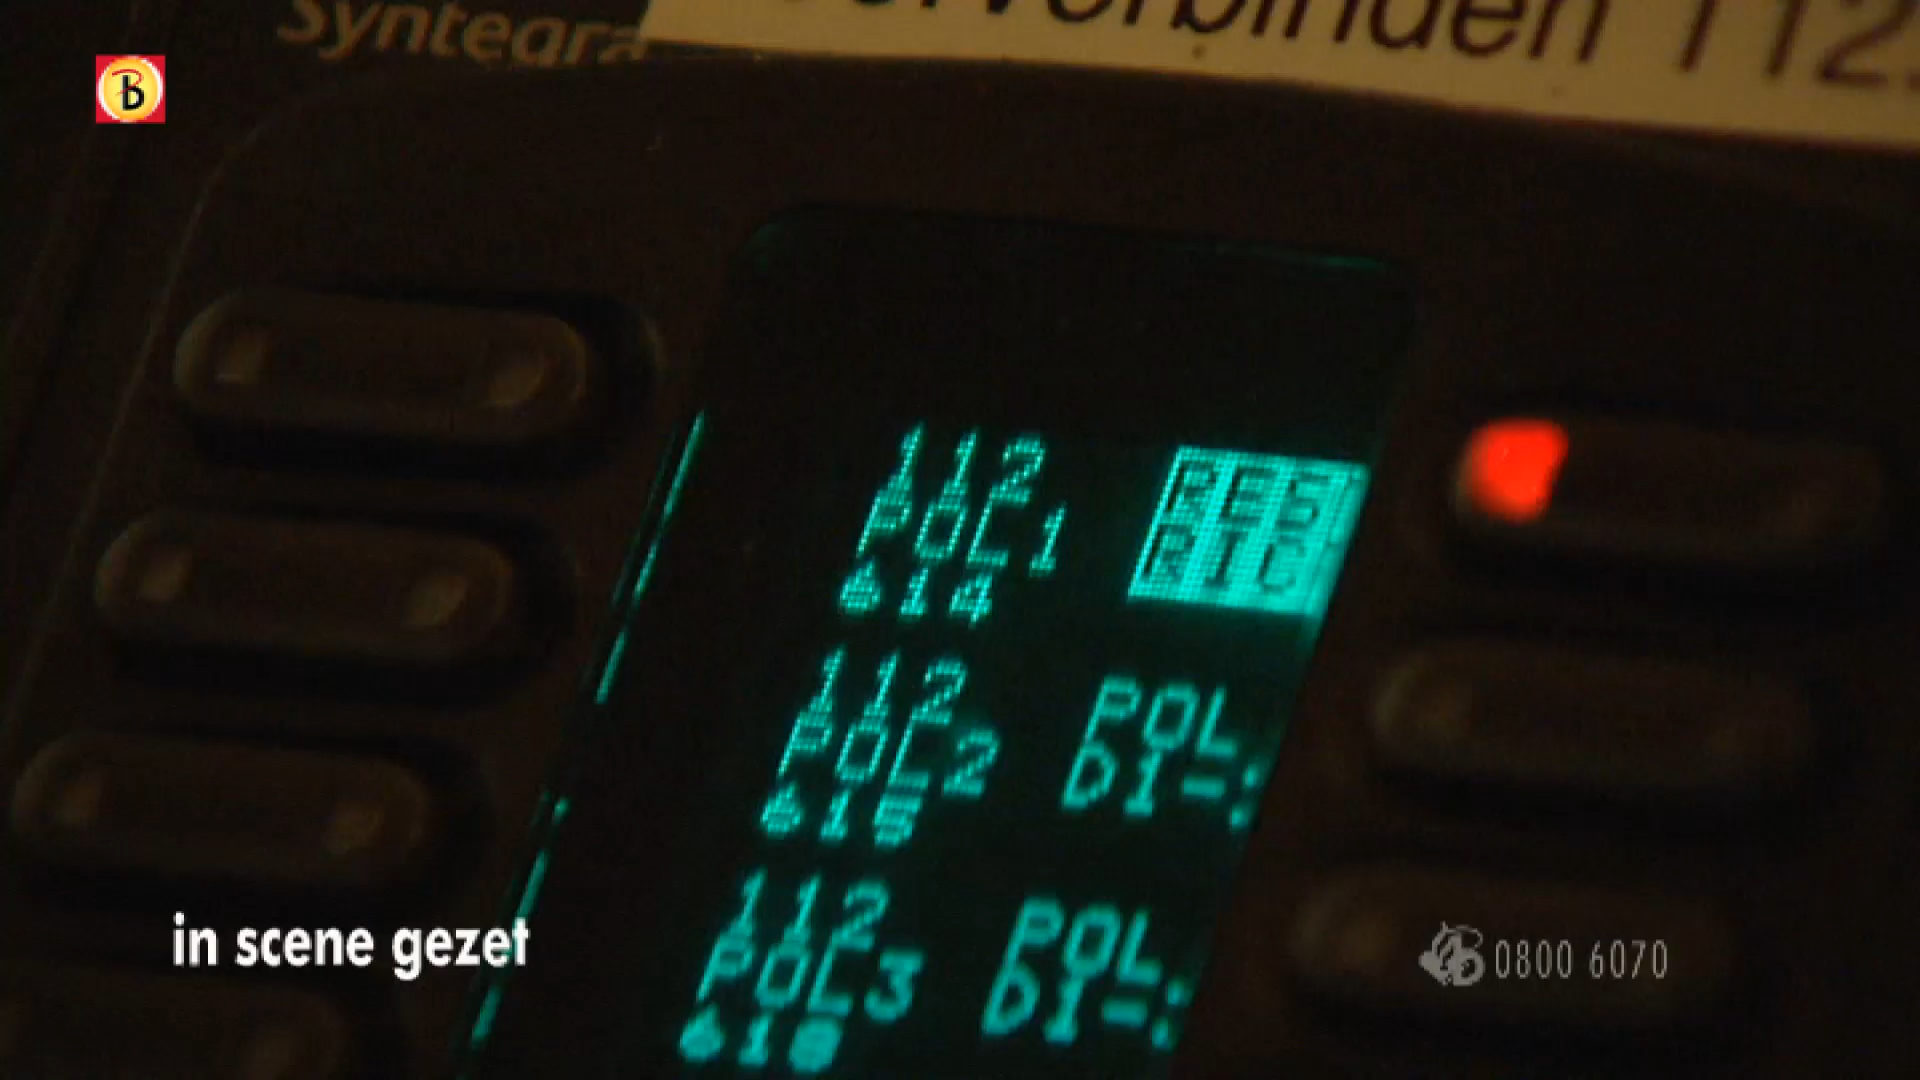 Syntegra
verbinden 112
112
POL1
614
112
POL2
615
POL
DI-:
112
POL3
POL
DI-:
in scene gezet
0800 6070